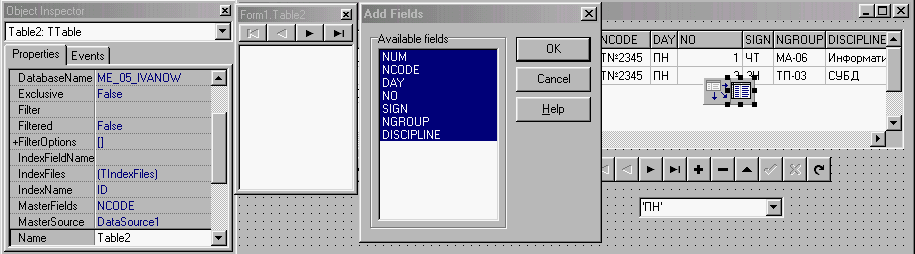 Object Inspector
Table2: TTable
Properties
Events
DatabaseName ME_05_IVANOW
Exclusive False
Filter
Filtered False
+FilterOptions []
IndexFieldName
IndexFiles (TIndexFiles)
IndexName ID
MasterFields NCODE
MasterSource DataSource1
Name Table2
Form1.Table2
Add Fields
Available fields
NUM
NCODE
DAY
NO
SIGN
NGROUP
DISCIPLINE
OK
Cancel
Help
NCODE DAY NO SIGN NGROUP DISCIPLINE
TN№2345 ПН 1 ЧТ МА-06 Информати
TN№2345 ПН ТП-03 СУБД
'ПН'